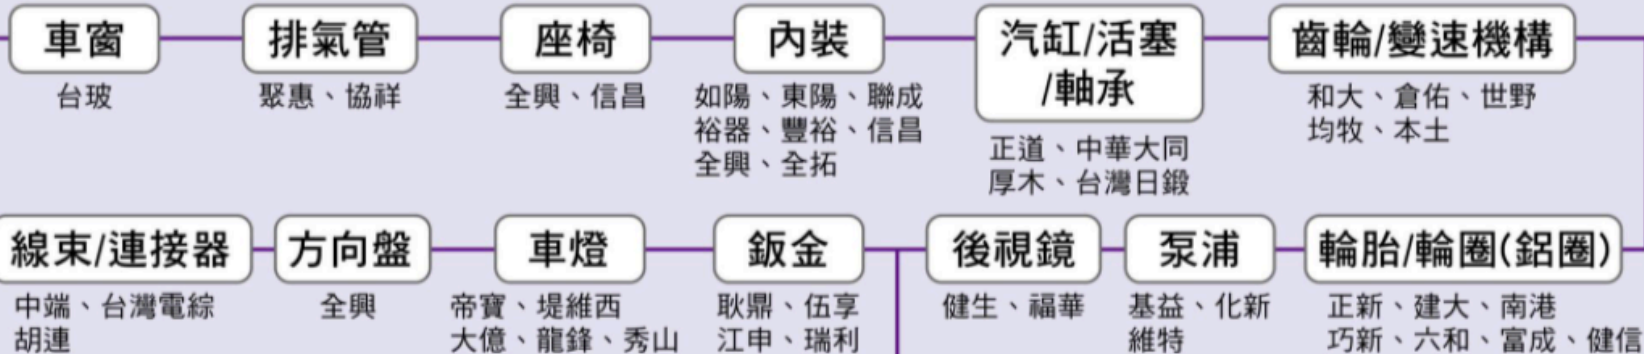 車窗
台玻
排氣管
聚惠、協祥
座椅
全興、信昌
內裝
如陽、東陽、聯成
裕器、豐裕、信昌
全興、全拓
汽缸/活塞
/軸承
正道、中華大同
厚木、台灣日鍛
齒輪/變速機構
和大、倉佑、世野
均牧、本土
線束/連接器
中端、台灣電綜
胡連
方向盤
全興
車燈
帝寶、堤維西
大億、龍鋒、秀山
鈑金
耿鼎、伍享
江申、瑞利
後視鏡
健生、福華
泵浦
基益、化新
維特
輪胎/輪圈(鋁圈)
正新、建大、南港
巧新、六和、富成、健信